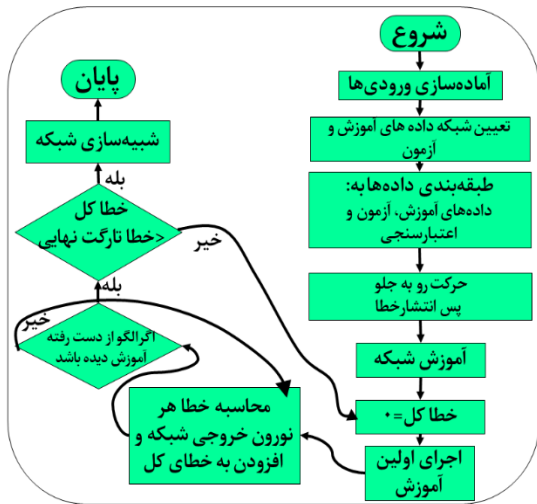 شروع
آماده‌سازی ورودی‌ها
تعیین شبکه داده های آموزش و
آزمون
طبقه‌بندی داده‌ها به:
داده‌های آموزش، آزمون و
اعتبارسنجی
حرکت رو به جلو
پس انتشارخطا
آموزش شبکه
خطا کل=۰
اجرای اولین
آموزش
محاسبه خطا هر
نورون خروجی شبکه و
افزودن به خطای کل
اگرالگو از دست رفته
آموزش دیده باشد
خیر
بله
خطا کل
>خطا تارگت نهایی
خیر
بله
شبیه‌سازی شبکه
پایان